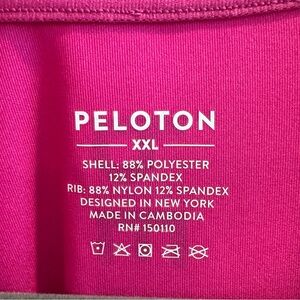 PELOTON
XXL
SHELL: 88% POLYESTER
12% SPANDEX
RIB: 88% NYLON 12% SPANDEX
DESIGNED IN NEW YORK
MADE IN CAMBODIA
RN# 150110